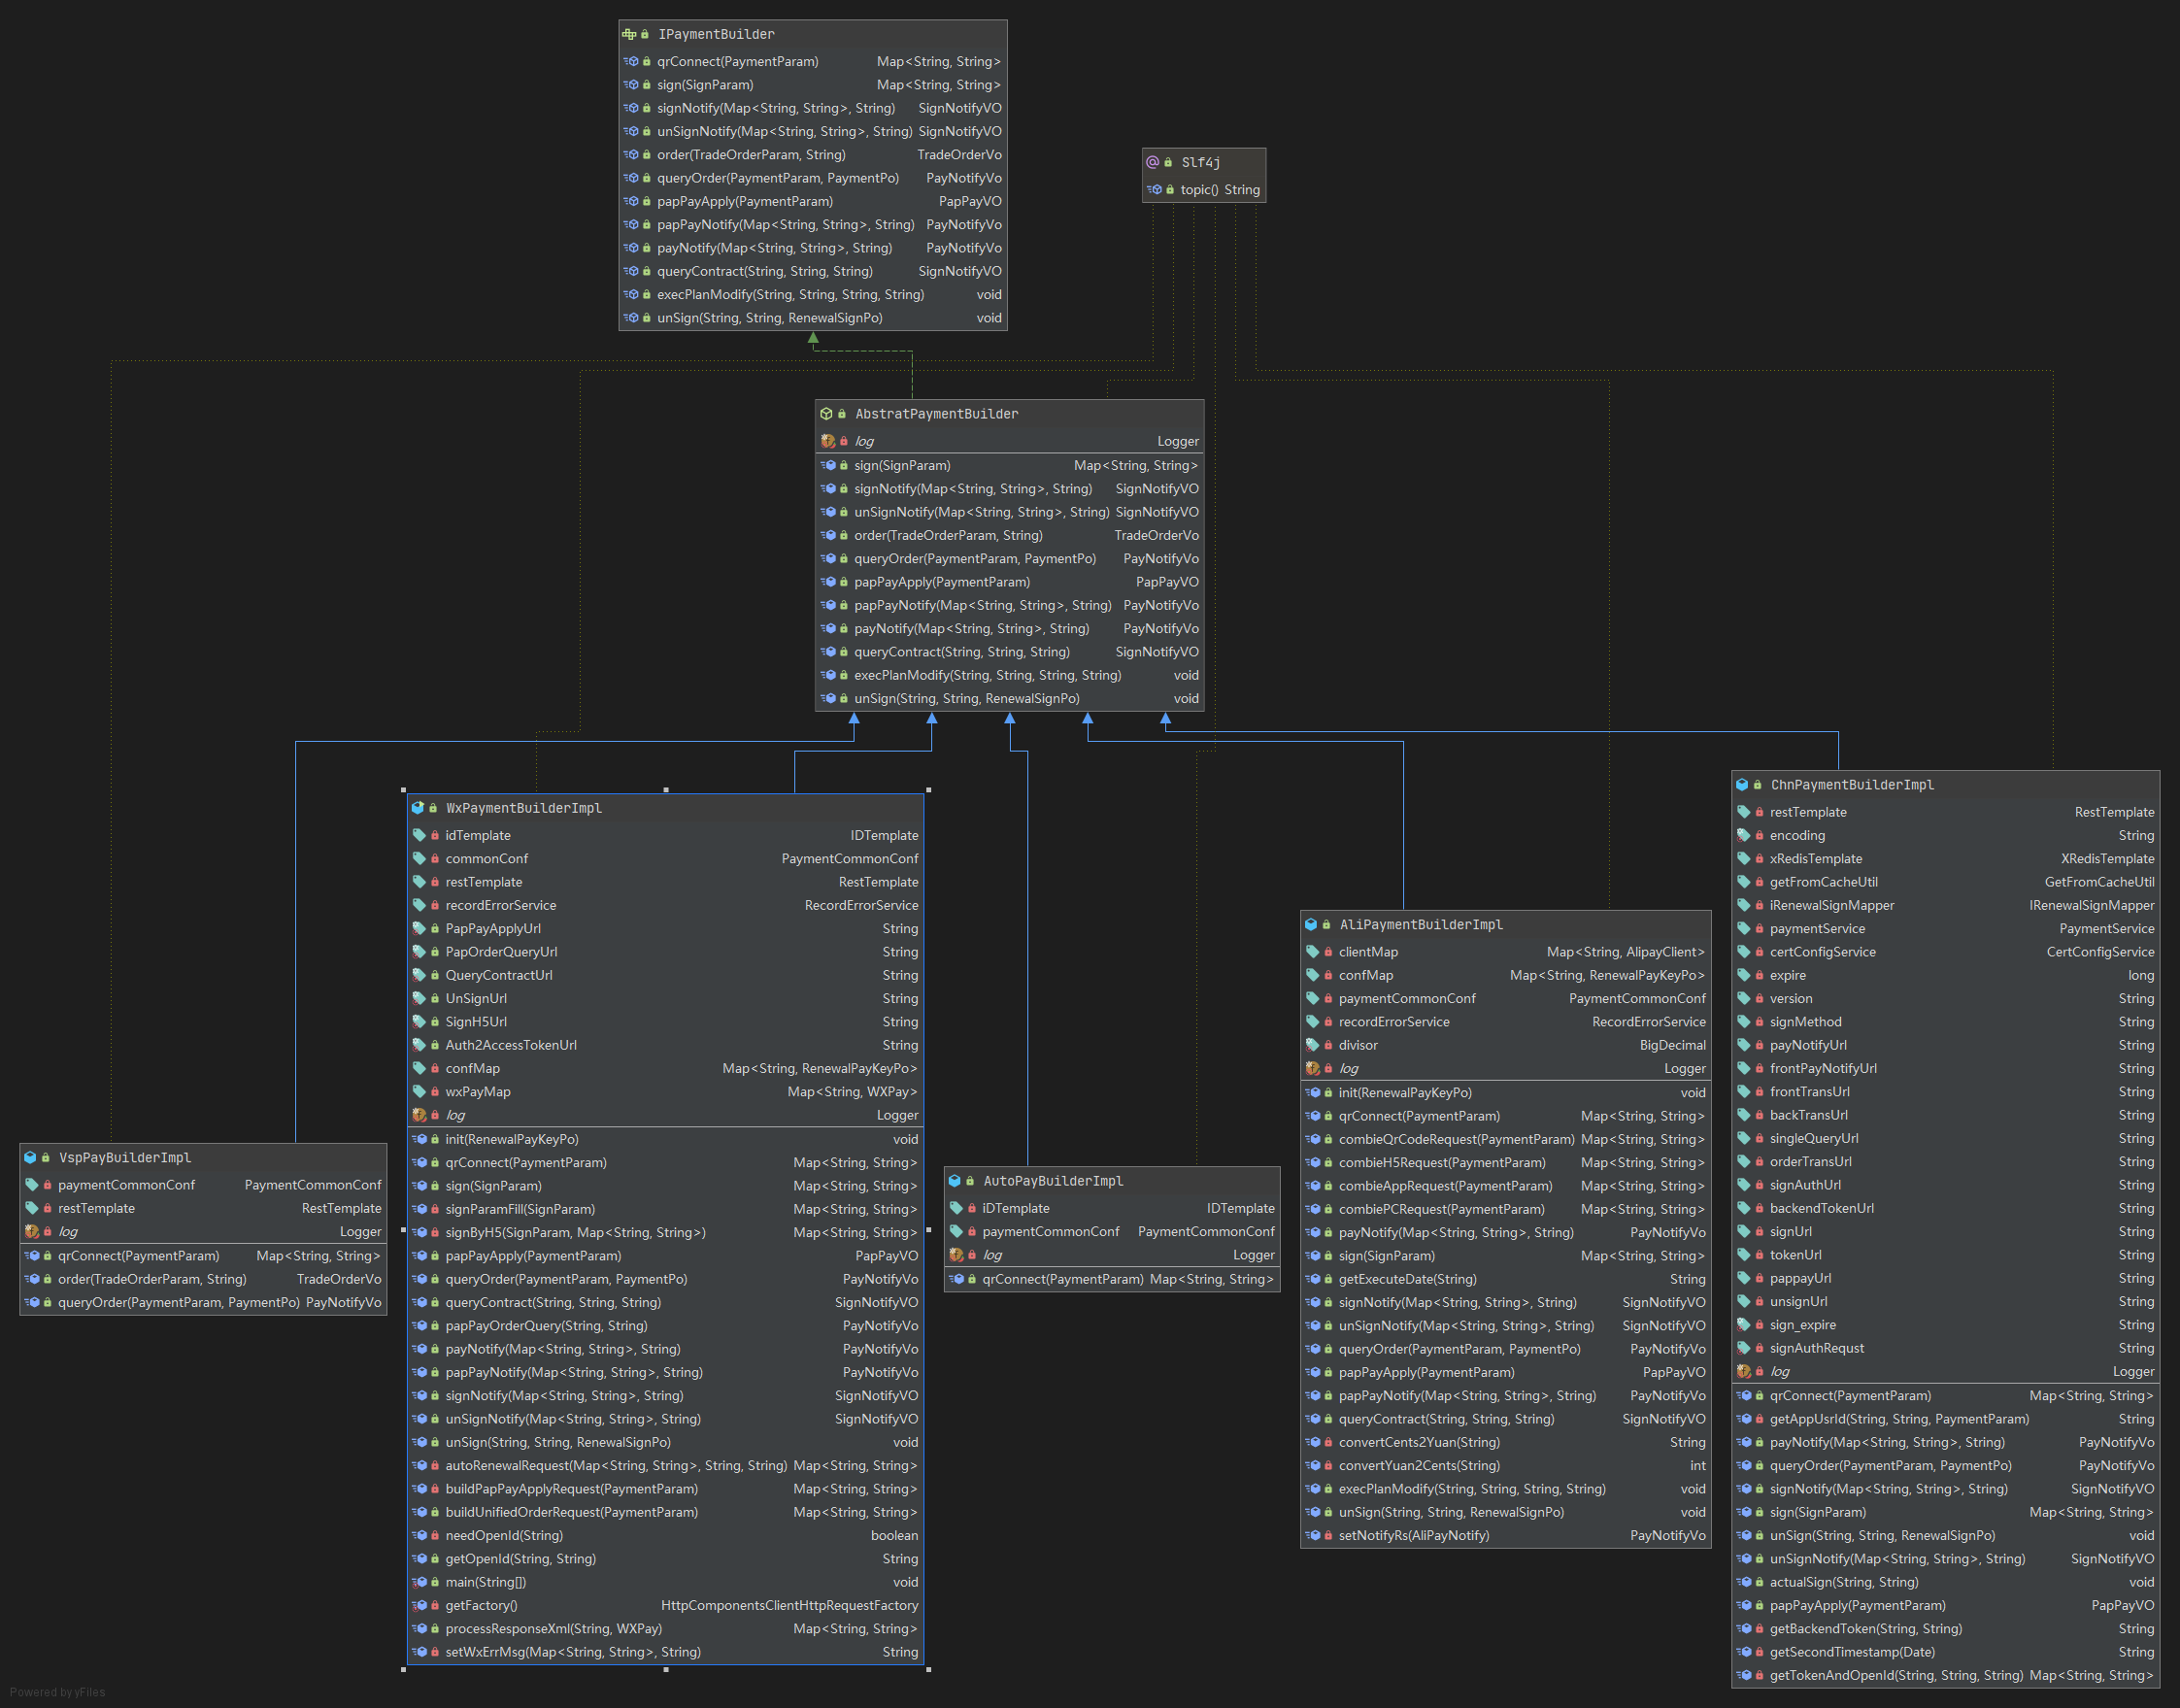 IPaymentBuilder
qrConnect(PaymentParam) Map<String, String>
sign(SignParam) Map<String, String>
signNotify(Map<String, String>, String) SignNotifyVO
unSignNotify(Map<String, String>, String) SignNotifyVO
order(TradeOrderParam, String) TradeOrderVo
queryOrder(PaymentParam, PaymentPo) PayNotifyVo
papPayApply(PaymentParam) PapPayVO
papPayNotify(Map<String, String>, String) PayNotifyVo
payNotify(Map<String, String>, String) PayNotifyVo
queryContract(String, String, String) SignNotifyVO
execPlanModify(String, String, String, String) void
unSign(String, String, RenewalSignPo) void
Slf4j
topic() String
AbstratPaymentBuilder
log Logger
sign(SignParam) Map<String, String>
signNotify(Map<String, String>, String) SignNotifyVO
unSignNotify(Map<String, String>, String) SignNotifyVO
order(TradeOrderParam, String) TradeOrderVo
queryOrder(PaymentParam, PaymentPo) PayNotifyVo
papPayApply(PaymentParam) PapPayVO
papPayNotify(Map<String, String>, String) PayNotifyVo
payNotify(Map<String, String>, String) PayNotifyVo
queryContract(String, String, String) SignNotifyVO
execPlanModify(String, String, String, String) void
unSign(String, String, RenewalSignPo) void
VspPayBuilderImpl
paymentCommonConf PaymentCommonConf
restTemplate RestTemplate
log Logger
qrConnect(PaymentParam) Map<String, String>
order(TradeOrderParam, String) TradeOrderVo
queryOrder(PaymentParam, PaymentPo) PayNotifyVo
WxPaymentBuilderImpl
idTemplate IDTemplate
commonConf PaymentCommonConf
restTemplate RestTemplate
recordErrorService RecordErrorService
PapPayApplyUrl String
PapOrderQueryUrl String
QueryContractUrl String
UnSignUrl String
SignH5Url String
Auth2AccessTokenUrl String
confMap Map<String, RenewalPayKeyPo>
wxPayMap Map<String, WXPay>
log Logger
init(RenewalPayKeyPo) void
qrConnect(PaymentParam) Map<String, String>
sign(SignParam) Map<String, String>
signParamFill(SignParam) Map<String, String>
signByH5(SignParam, Map<String, String>) Map<String, String>
papPayApply(PaymentParam) PapPayVO
queryOrder(PaymentParam, PaymentPo) PayNotifyVo
queryContract(String, String, String) SignNotifyVO
papPayOrderQuery(String, String) PayNotifyVo
payNotify(Map<String, String>, String) PayNotifyVo
papPayNotify(Map<String, String>, String) PayNotifyVo
signNotify(Map<String, String>, String) SignNotifyVO
unSignNotify(Map<String, String>, String) SignNotifyVO
unSign(String, String, RenewalSignPo) void
autoRenewalRequest(Map<String, String>, String, String) Map<String, String>
buildPapPayApplyRequest(PaymentParam) Map<String, String>
buildUnifiedOrderRequest(PaymentParam) Map<String, String>
needOpenId(String) boolean
getOpenId(String, String) String
main(String[]) void
getFactory() HttpComponentsClientHttpRequestFactory
processResponseXml(String, WXPay) Map<String, String>
setWxErrMsg(Map<String, String>, String) String
AutoPayBuilderImpl
iDTemplate IDTemplate
paymentCommonConf PaymentCommonConf
log Logger
qrConnect(PaymentParam) Map<String, String>
AliPaymentBuilderImpl
clientMap Map<String, AlipayClient>
confMap Map<String, RenewalPayKeyPo>
paymentCommonConf PaymentCommonConf
recordErrorService RecordErrorService
divisor BigDecimal
log Logger
init(RenewalPayKeyPo) void
qrConnect(PaymentParam) Map<String, String>
combieQrCodeRequest(PaymentParam) Map<String, String>
combieH5Request(PaymentParam) Map<String, String>
combieAppRequest(PaymentParam) Map<String, String>
combiePCRequest(PaymentParam) Map<String, String>
payNotify(Map<String, String>, String) PayNotifyVo
sign(SignParam) Map<String, String>
getExecuteDate(String) String
signNotify(Map<String, String>, String) SignNotifyVO
unSignNotify(Map<String, String>, String) SignNotifyVO
queryOrder(PaymentParam, PaymentPo) PayNotifyVo
papPayApply(PaymentParam) PapPayVO
papPayNotify(Map<String, String>, String) PayNotifyVo
queryContract(String, String, String) SignNotifyVO
convertCents2Yuan(String) String
convertYuan2Cents(String) int
execPlanModify(String, String, String, String) void
unSign(String, String, RenewalSignPo) void
setNotifyRs(AliPayNotify) PayNotifyVo
ChnPaymentBuilderImpl
restTemplate RestTemplate
encoding String
xRedisTemplate XRedisTemplate
getFromCacheUtil GetFromCacheUtil
iRenewalSignMapper IRenewalSignMapper
paymentService PaymentService
certConfigService CertConfigService
expire long
version String
signMethod String
payNotifyUrl String
frontPayNotifyUrl String
frontTransUrl String
backTransUrl String
singleQueryUrl String
orderTransUrl String
signAuthUrl String
backendTokenUrl String
signUrl String
tokenUrl String
pappayUrl String
unsignUrl String
sign_expire String
signAuthRequst String
log Logger
qrConnect(PaymentParam) Map<String, String>
getAppUsrId(String, String, PaymentParam) String
payNotify(Map<String, String>, String) PayNotifyVo
queryOrder(PaymentParam, PaymentPo) PayNotifyVo
signNotify(Map<String, String>, String) SignNotifyVO
sign(SignParam) Map<String, String>
unSign(String, String, RenewalSignPo) void
unSignNotify(Map<String, String>, String) SignNotifyVO
actualSign(String, String) void
papPayApply(PaymentParam) PapPayVO
getBackendToken(String, String) String
getSecondTimestamp(Date) String
getTokenAndOpenId(String, String, String) Map<String, String>
Powered by yFiles